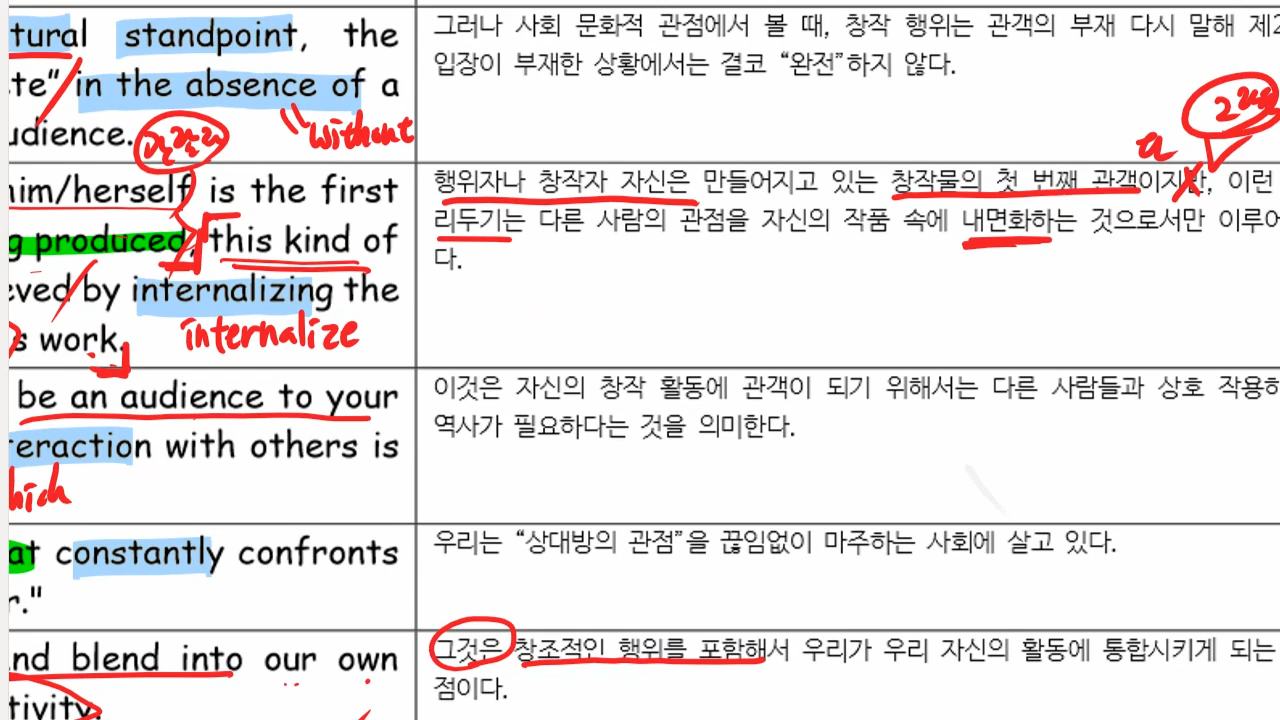 tural standpoint, the
te” in the absence of a
udience.
"without
him/herself is the first
g produced, this kind of
eved by internalizing the
s work.
internalize
be an audience to your
eraction with others is
hich
at constantly confronts
r."
nd blend into our own
tivity.
그러나 사회 문화적 관점에서 볼 때, 창작 행위는 관객의 부재 다시 말해 제2
입장이 부재한 상황에서는 결코 “완전”하지 않다.
행위자나 창작자 자신은 만들어지고 있는 창작물의 첫 번째 관객이지만, 이런
리두기는 다른 사람의 관점을 자신의 작품 속에 내면화하는 것으로서만 이루어
다.
이것은 자신의 창작 활동에 관객이 되기 위해서는 다른 사람들과 상호 작용하
역사가 필요하다는 것을 의미한다.
우리는 “상대방의 관점”을 끊임없이 마주하는 사회에 살고 있다.
그것은 창조적인 행위를 포함해서 우리가 우리 자신의 활동에 통합시키게 되는
점이다.